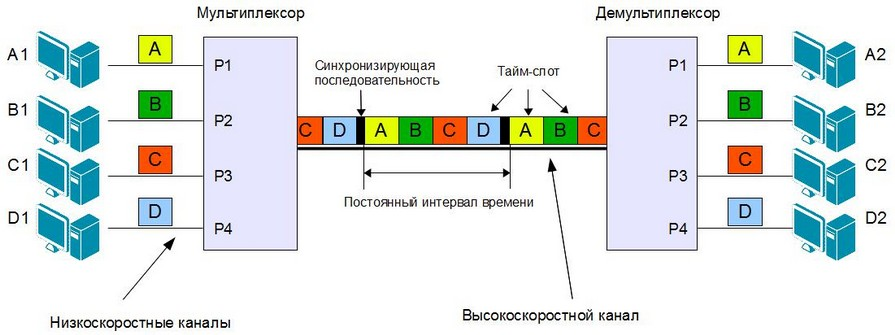 Мультиплексор
Демультиплексор
A1
A
P1
Синхронизирующая
последовательность
Тайм-слот
P1
A
A2
B1
B
P2
C D A B C D A B C
P2
B
B2
C1
C
P3
Постоянный интервал времени
P3
C
C2
D1
D
P4
P4
D
D2
Низкоскоростные каналы
Высокоскоростной канал